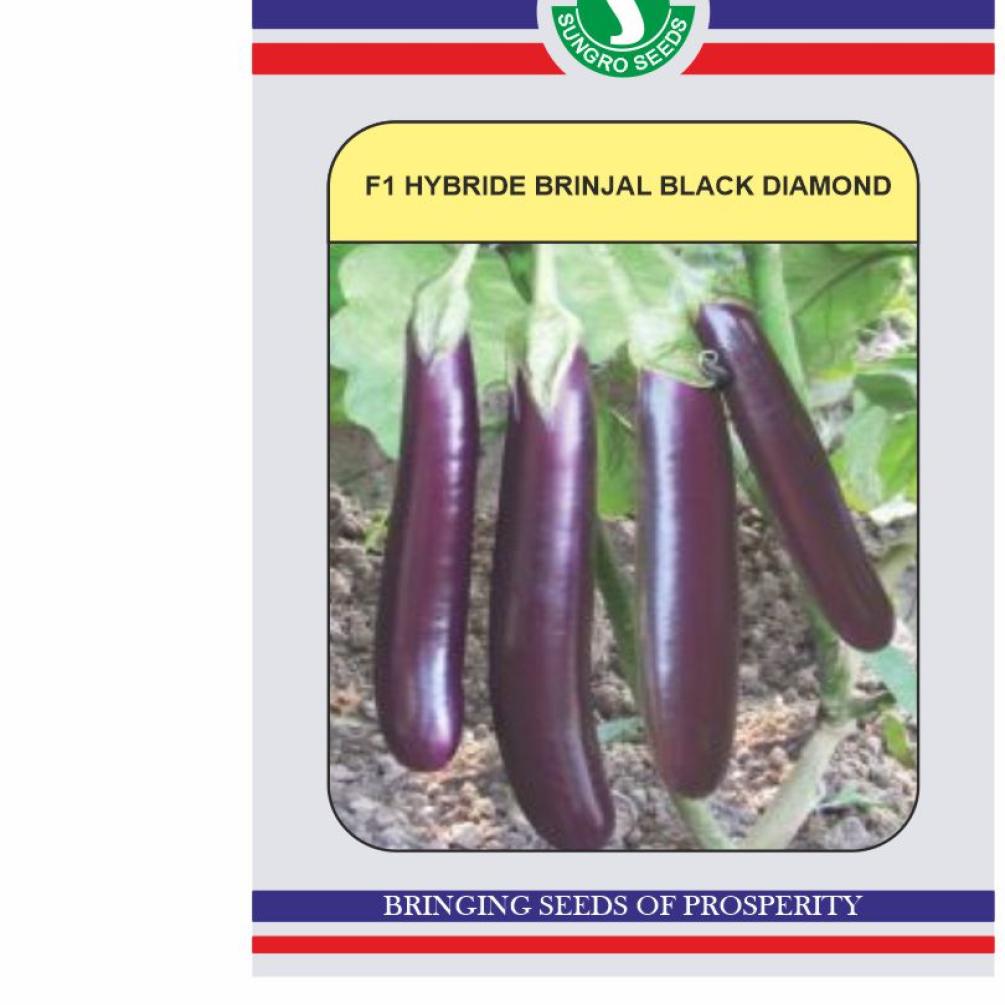 SUNGRO SEEDS
F1 HYBRIDE BRINJAL BLACK DIAMOND
BRINGING SEEDS OF PROSPERITY